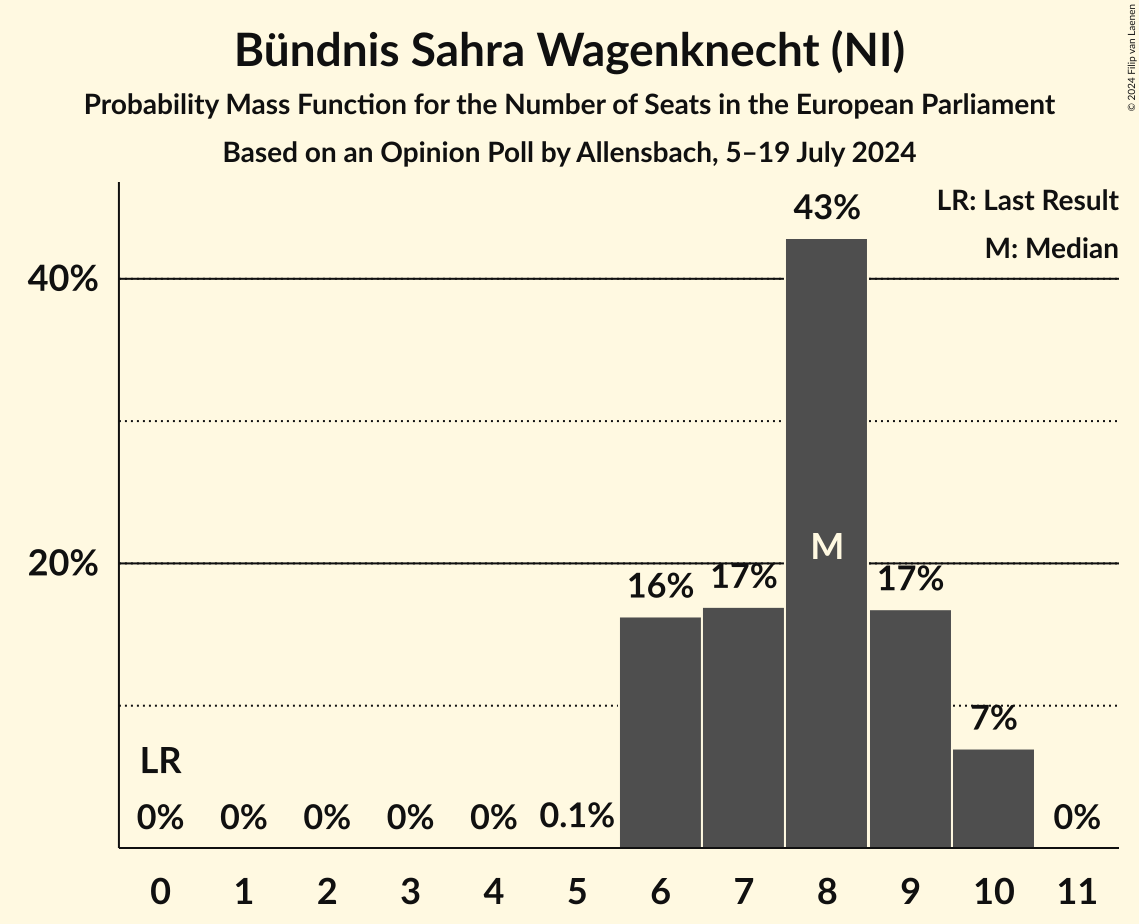 Bündnis Sahra Wagenknecht (NI)
Probability Mass Function for the Number of Seats in the European Parliament
Based on an Opinion Poll by Allensbach, 5–19 July 2024
© 2024 Filip van Laenen
LR: Last Result
M: Median
43%
40%
M
20%
16%
17%
17%
7%
LR
0%
0%
0%
0%
0%
0.1%
0%
0 1 2 3 4 5 6 7 8 9 10 11